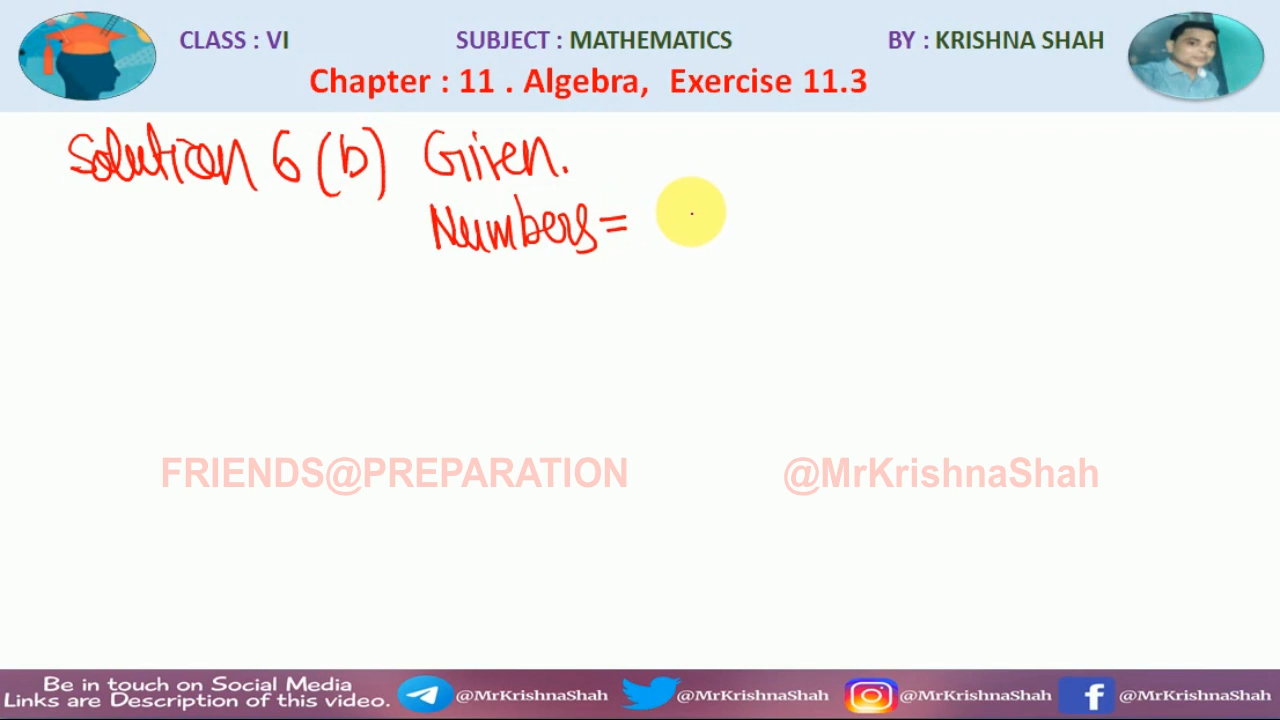 CLASS : VI SUBJECT : MATHEMATICS BY : KRISHNA SHAH
Chapter : 11 . Algebra, Exercise 11.3
Solution 6 (b) Given.
Numbers =
FRIENDS@PREPARATION @MrKrishnaShah
Be in touch on Social Media
Links are Description of this video.
@MrKrishnaShah @MrKrishnaShah @MrKrishnaShah @MrKrishnaShah